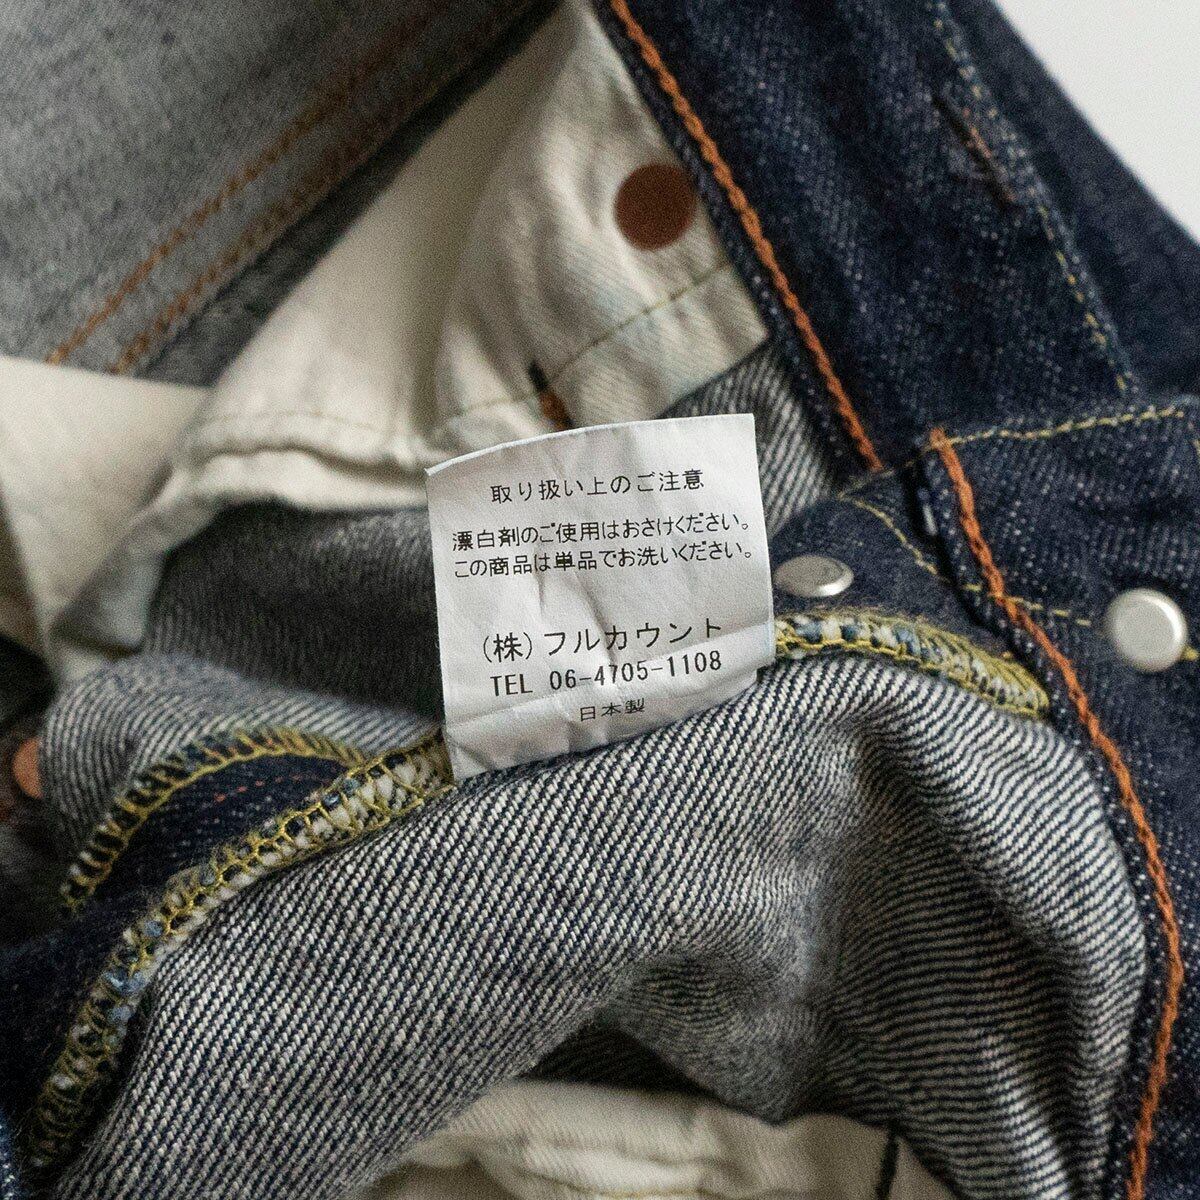 取り扱い上のご注意
漂白剤のご使用はおさけください。
この商品は単品でお洗いください。
(株)フルカウント
TEL 06-4705-1108
日本製